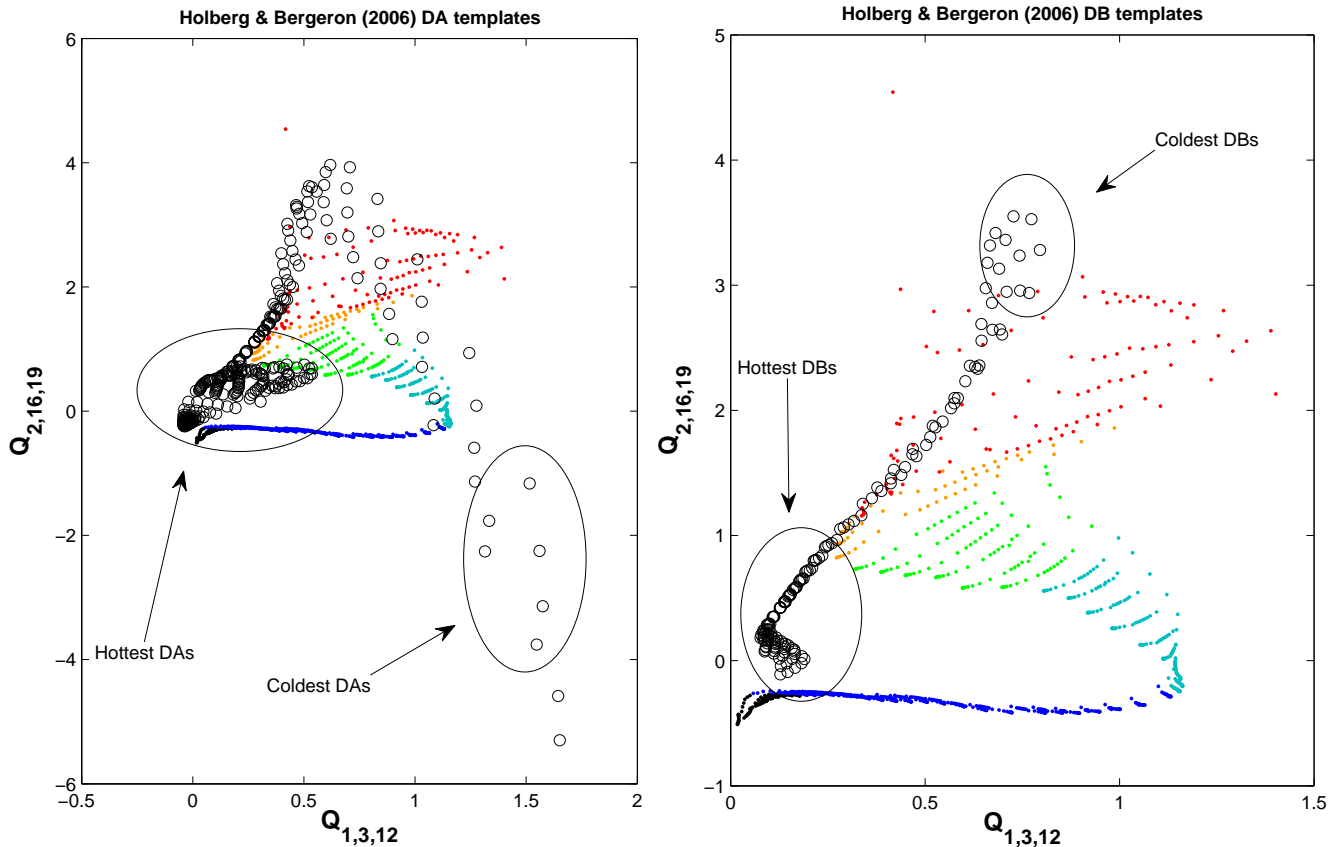 Holberg & Bergeron (2006) DA templates
6
4
2
0
−2
−4
−6
−0.5
0
0.5
1
1.5
2
Q2,16,19
Q1,3,12
Hottest DAs
Coldest DAs
Holberg & Bergeron (2006) DB templates
5
4
3
2
1
0
−1
0
0.5
1
1.5
Q2,16,19
Q1,3,12
Coldest DBs
Hottest DBs